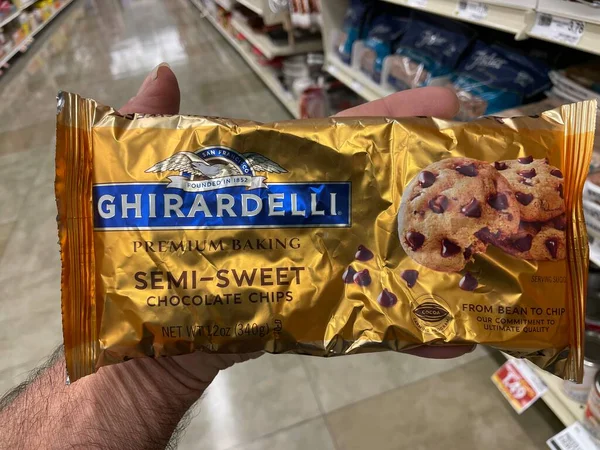 SAN FRANCISCO
FOUNDED IN 1852
GHIRARDELLI
PREMIUM BAKING
SEMI-SWEET
CHOCOLATE CHIPS
NET WT 12oz (340g)
COCOA
FROM BEAN TO CHIP
OUR COMMITMENT TO
ULTIMATE QUALITY